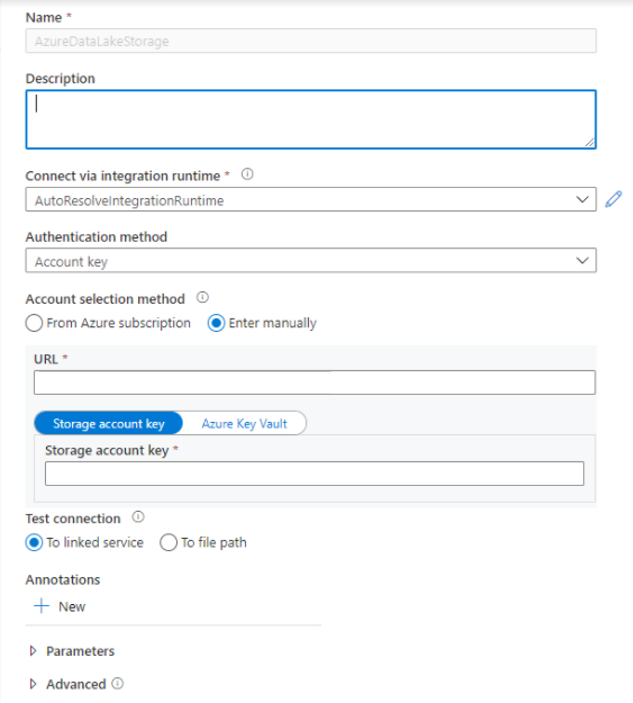 Name *
AzureDataLakeStorage
Description
Connect via integration runtime *
AutoResolveIntegrationRuntime
Authentication method
Account key
Account selection method
From Azure subscription Enter manually
URL *
Storage account key Azure Key Vault
Storage account key *
Test connection
To linked service To file path
Annotations
+ New
Parameters
Advanced